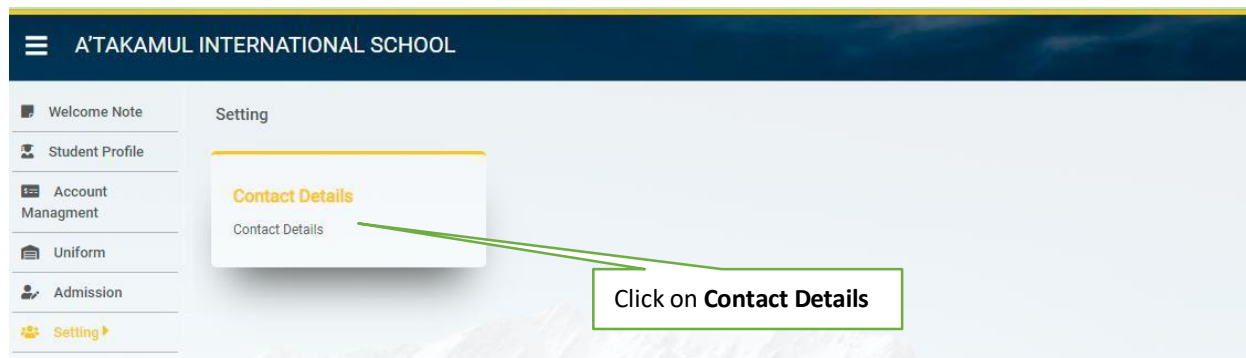 A'TAKAMUL INTERNATIONAL SCHOOL
Welcome Note
Student Profile
Account
Managment
Uniform
Admission
Setting
Setting
Contact Details
Contact Details
Click on Contact Details